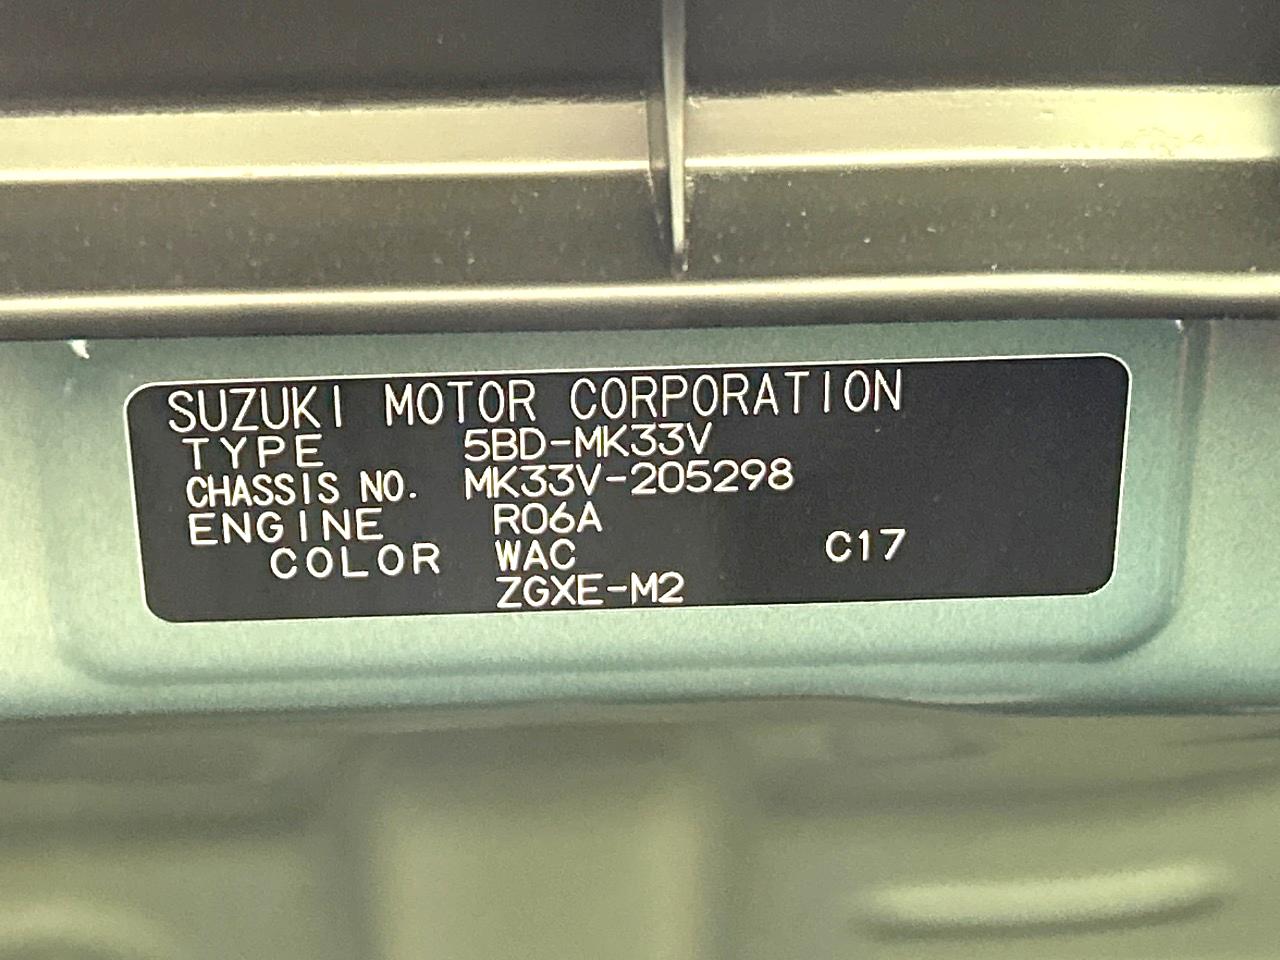 SUZUKI MOTOR CORPORATION
TYPE 5BD-MK33V
CHASSIS NO. MK33V-205298
ENGINE R06A
COLOR WAC C17
ZGXE-M2